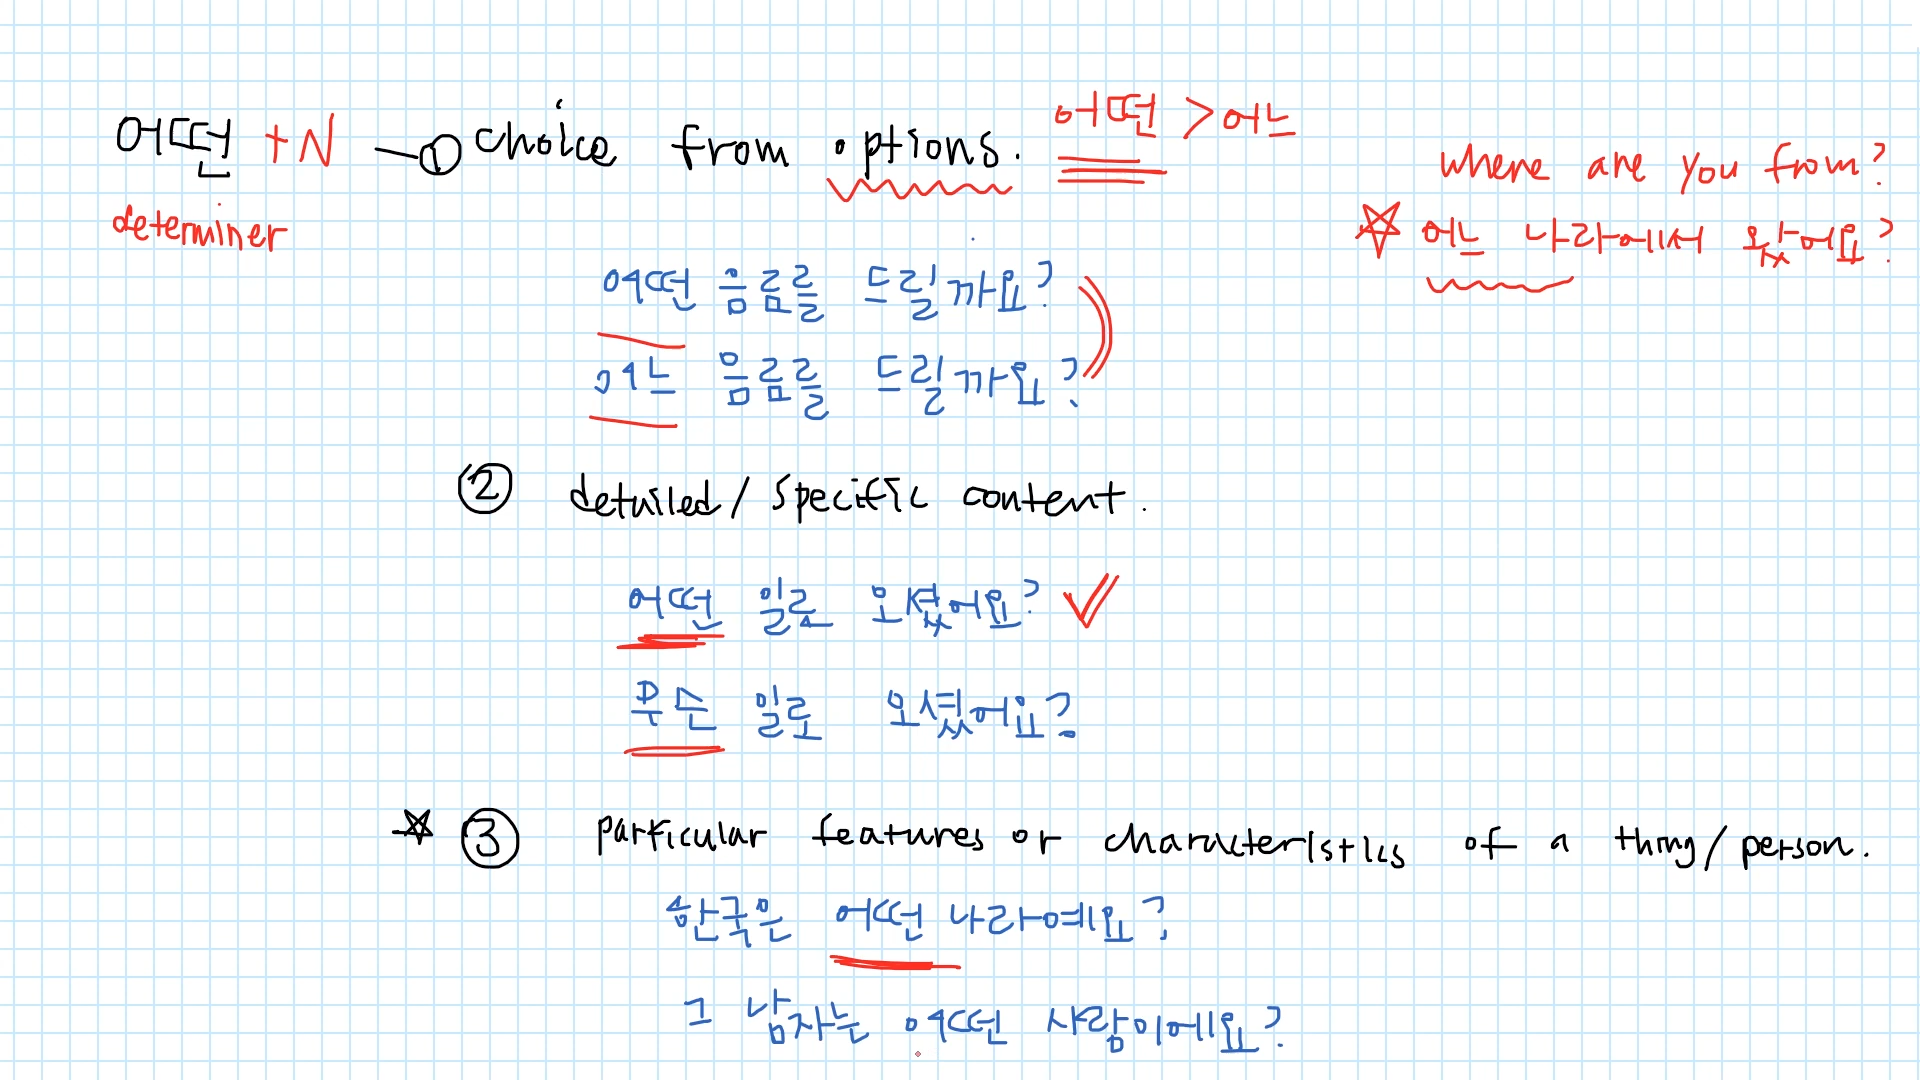 어떤 + N — ① choice from options. 어떤 > 어느
determiner
where are you from?
☆ 어느 나라에서 왔어요?
어떤 음료를 드릴까요?
어느 음료를 드릴까요?
② detailed / specific content.
어떤 일로 오셨어요? ✓
무슨 일로 오셨어요?
☆ ③ particular features or characteristics of a thing / person.
한국은 어떤 나라예요?
그 남자는 어떤 사람이에요?